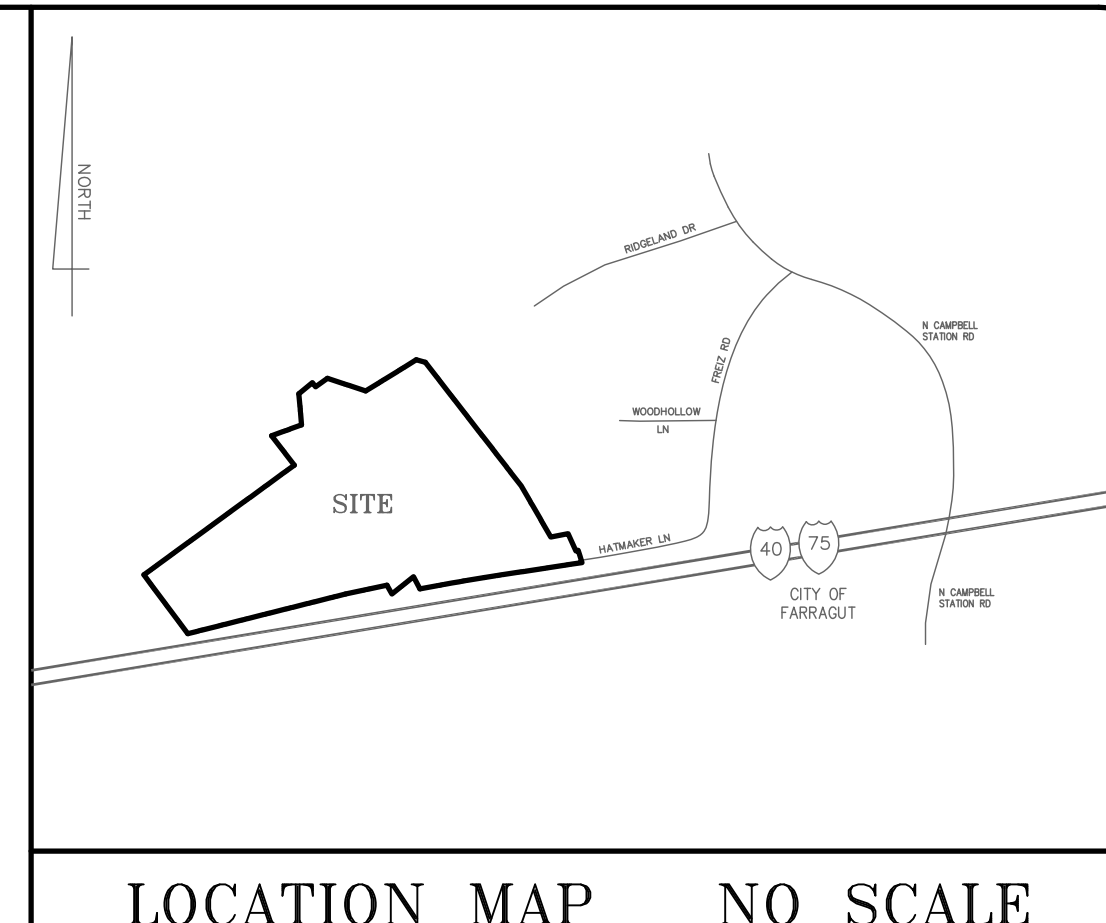 NORTH
RIDGELAND DR
N CAMPBELL
STATION RD
FREIZ RD
WOODHOLLOW
LN
SITE
HATMAKER LN
40
75
CITY OF
FARRAGUT
N CAMPBELL
STATION RD
LOCATION MAP NO SCALE